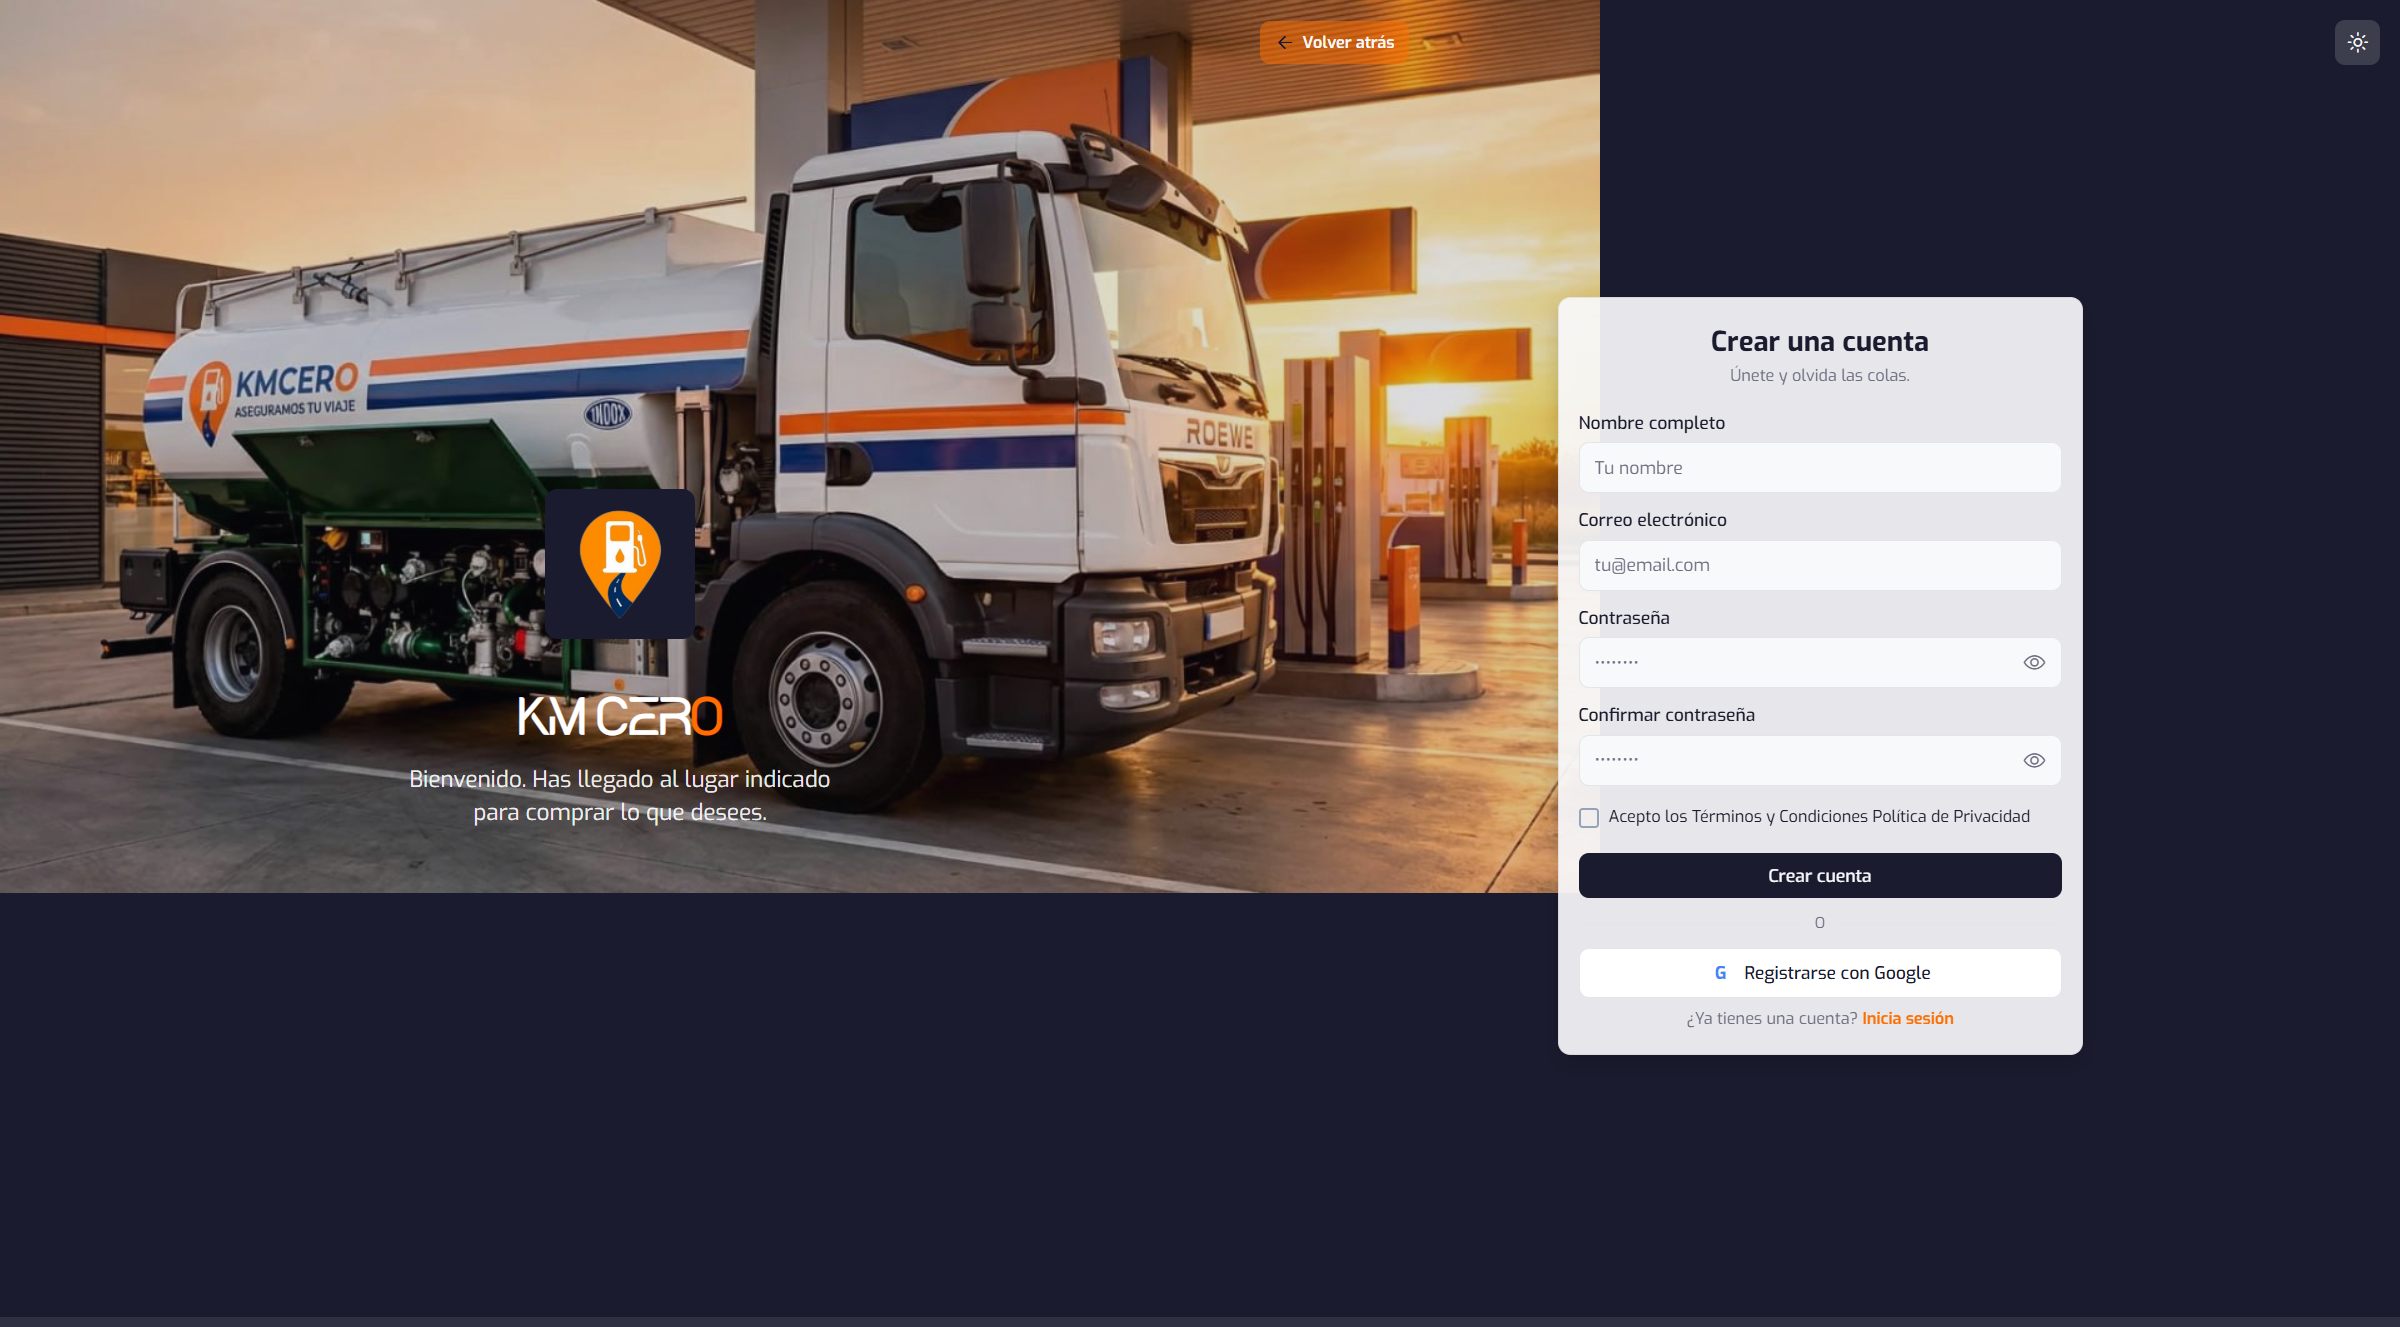 Volver atrás
KMCERO
ASEGURAMOS TU VIAJE
INOOX
ROEWE
KM CERO
Bienvenido. Has llegado al lugar indicado
para comprar lo que desees.
Crear una cuenta
Únete y olvida las colas.
Nombre completo
Tu nombre
Correo electrónico
tu@email.com
Contraseña
Confirmar contraseña
Acepto los Términos y Condiciones Política de Privacidad
Crear cuenta
O
G Registrarse con Google
¿Ya tienes una cuenta? Inicia sesión